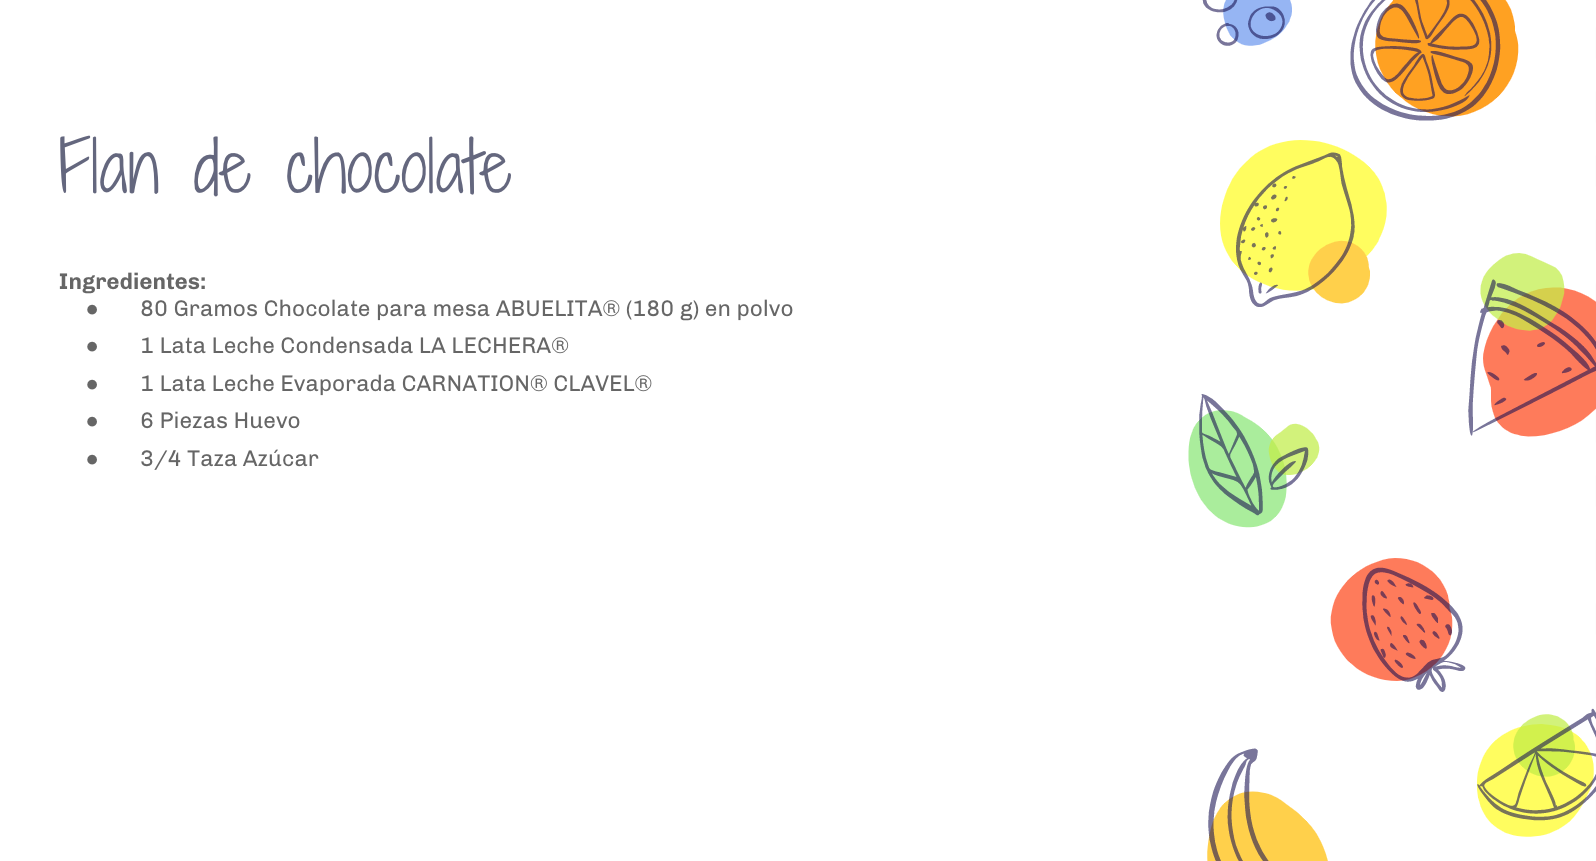 Flan de chocolate
Ingredientes:
● 80 Gramos Chocolate para mesa ABUELITA® (180 g) en polvo
● 1 Lata Leche Condensada LA LECHERA®
● 1 Lata Leche Evaporada CARNATION® CLAVEL®
● 6 Piezas Huevo
● 3/4 Taza Azúcar